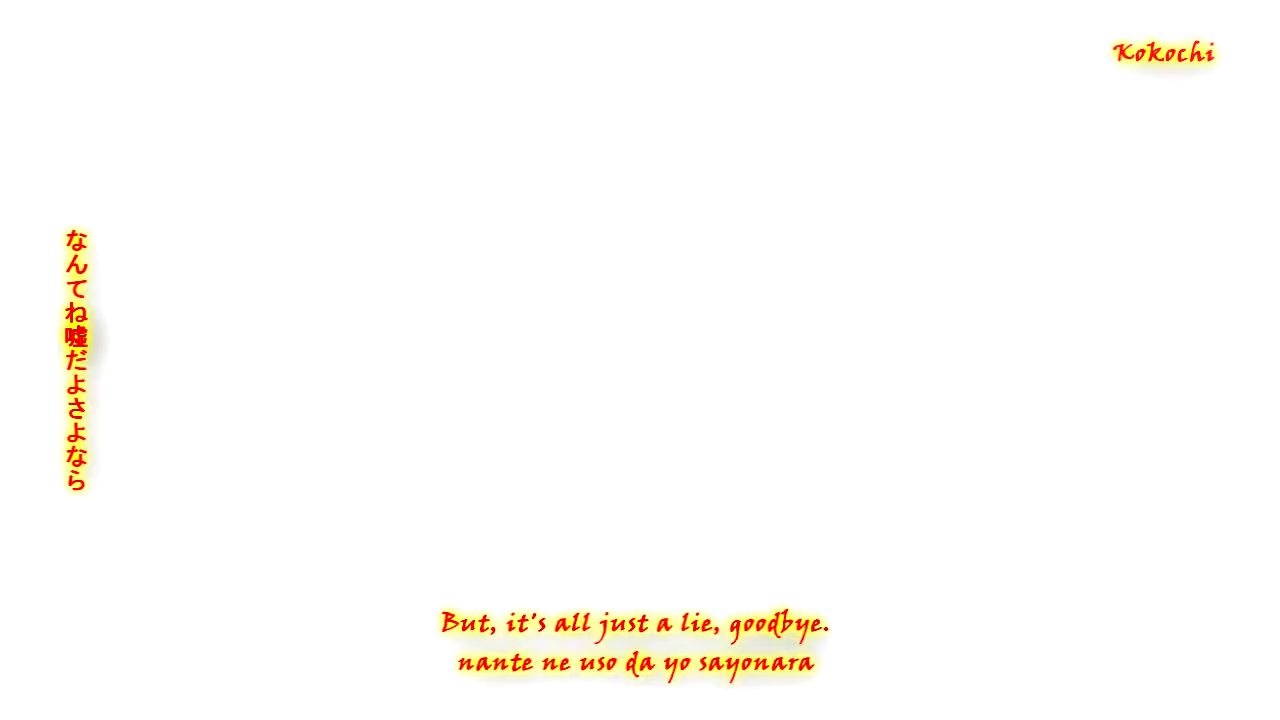 Kokochi
なんてね嘘だよさよなら
But, it's all just a lie, goodbye.
nante ne uso da yo sayonara